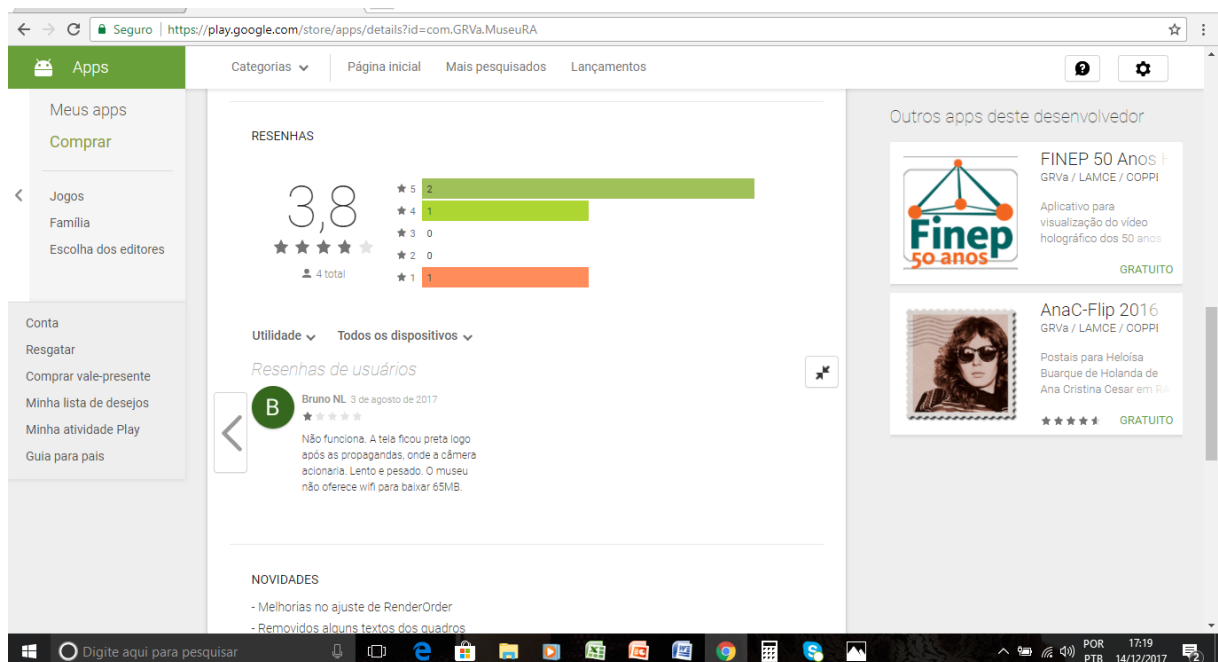 Seguro | https://play.google.com/store/apps/details?id=com.GRVa.MuseuRA
Apps
Categorias
Página inicial
Mais pesquisados
Lançamentos
Meus apps
Comprar
Jogos
Família
Escolha dos editores
Conta
Resgatar
Comprar vale-presente
Minha lista de desejos
Minha atividade Play
Guia para pais
RESENHAS
3,8
4 total
5 2
4 1
3 0
2 0
1 1
Utilidade
Todos os dispositivos
Resenhas de usuários
B
Bruno NL 3 de agosto de 2017
Não funciona. A tela ficou preta logo
após as propagandas, onde a câmera
acionaria. Lento e pesado. O museu
não oferece wifi para baixar 65MB.
NOVIDADES
- Melhorias no ajuste de RenderOrder
- Removidos alguns textos dos quadros
Outros apps deste desenvolvedor
Finep
50 anos
FINEP 50 Anos
GRVa / LAMCE / COPPE
Aplicativo para
visualização do vídeo
holográfico dos 50 anos
GRATUITO
AnaC-Flip 2016
GRVa / LAMCE / COPPE
Postais para Heloísa
Buarque de Holanda de
Ana Cristina Cesar em RA
GRATUITO
Digite aqui para pesquisar
POR
PTB
17:19
14/12/2017
2